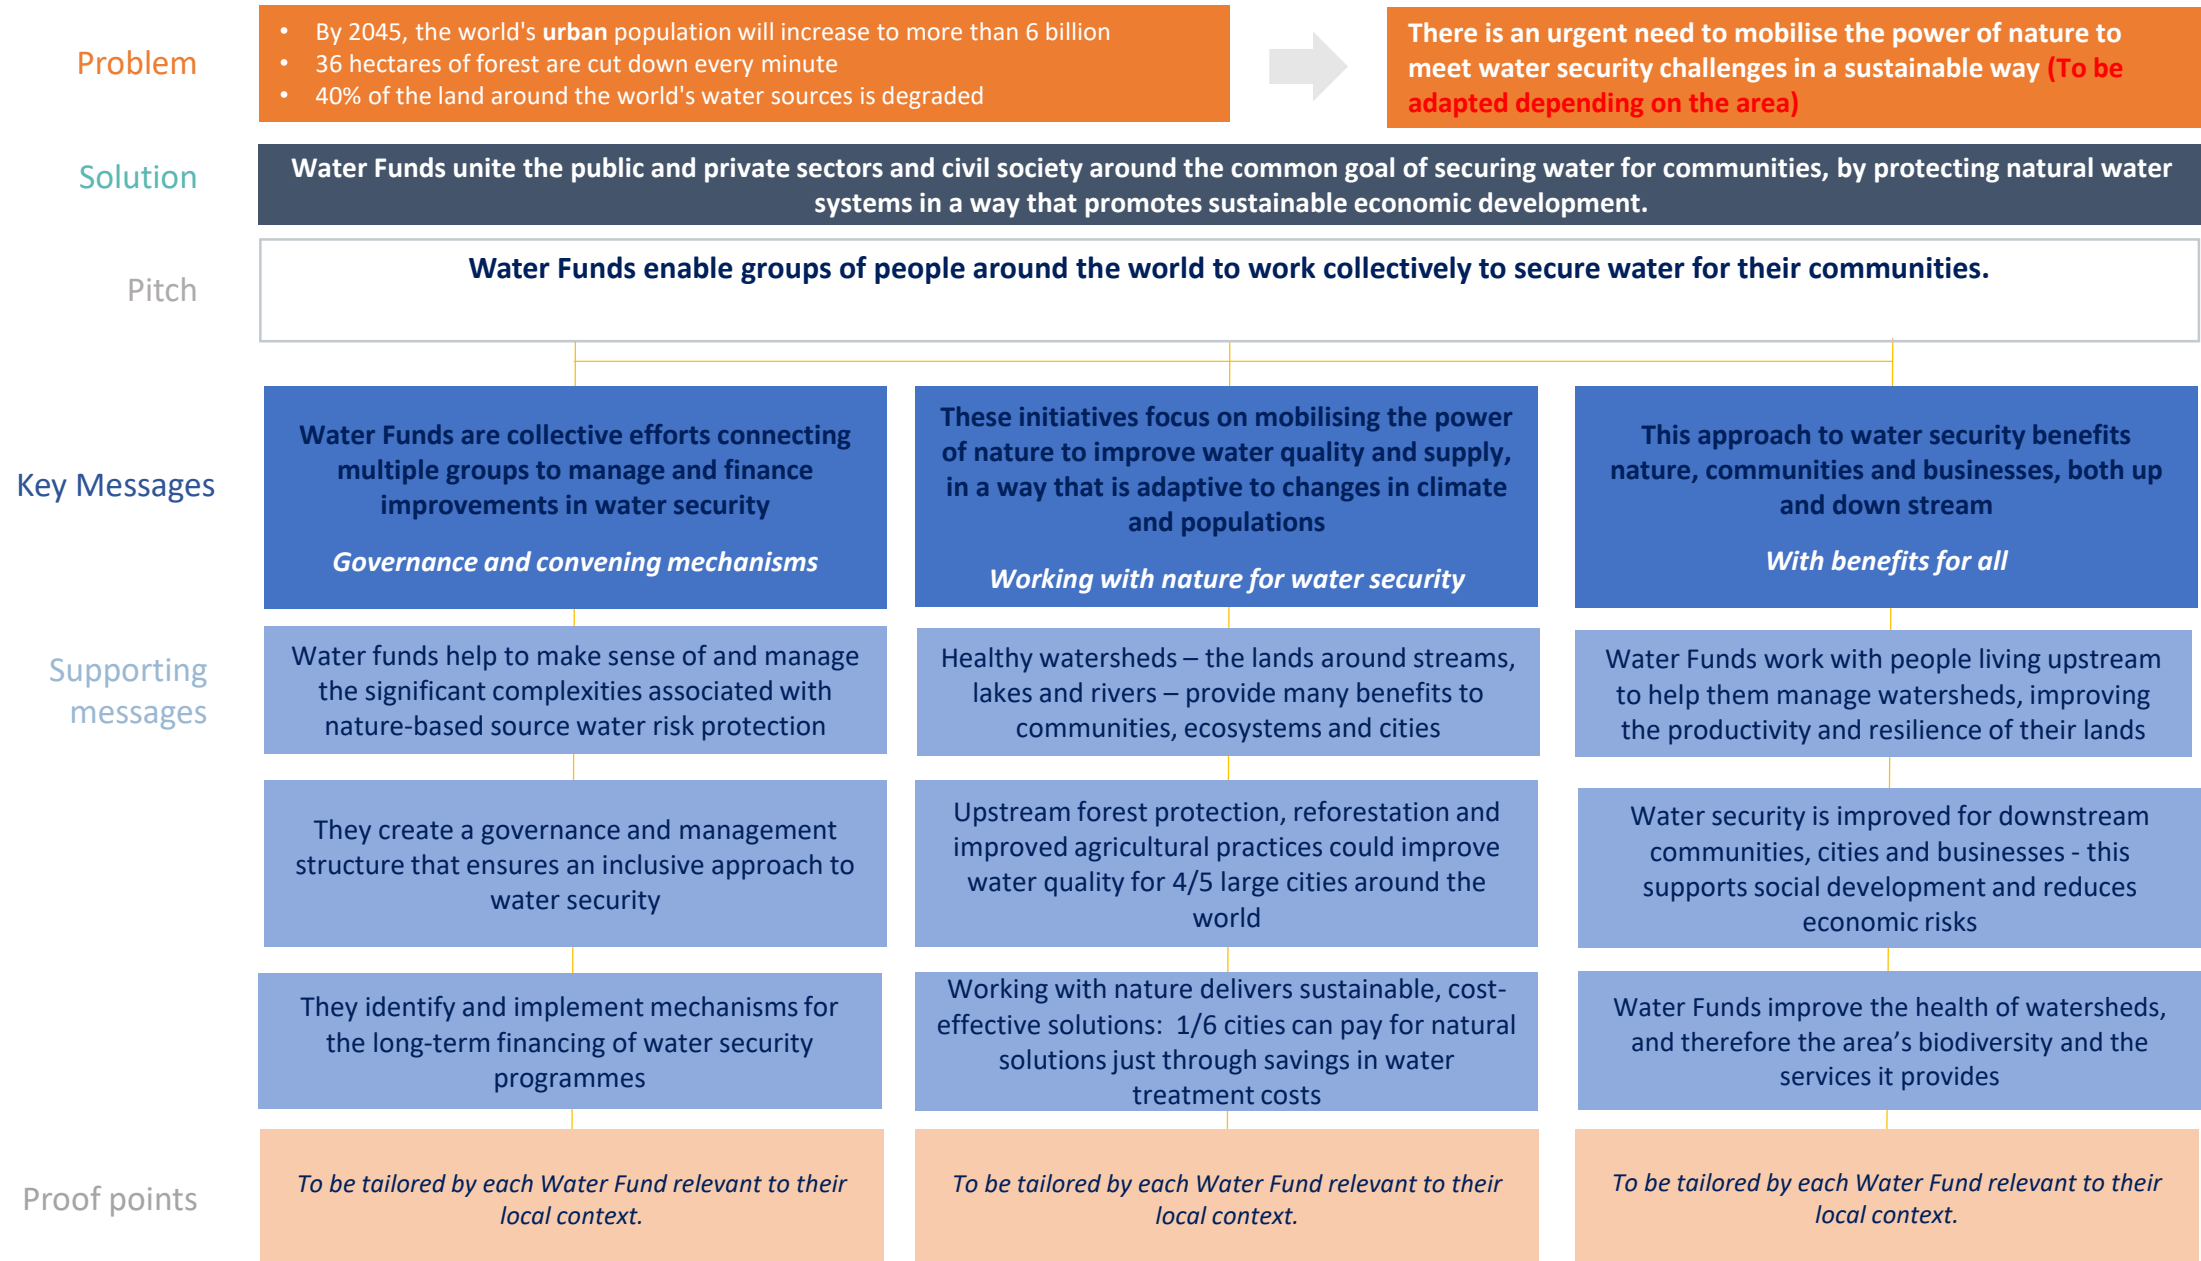 Problem
• By 2045, the world's urban population will increase to more than 6 billion
• 36 hectares of forest are cut down every minute
• 40% of the land around the world's water sources is degraded
There is an urgent need to mobilise the power of nature to
meet water security challenges in a sustainable way (To be
adapted depending on the area)
Solution
Water Funds unite the public and private sectors and civil society around the common goal of securing water for communities, by protecting natural water
systems in a way that promotes sustainable economic development.
Pitch
Water Funds enable groups of people around the world to work collectively to secure water for their communities.
Key Messages
Water Funds are collective efforts connecting
multiple groups to manage and finance
improvements in water security
Governance and convening mechanisms
These initiatives focus on mobilising the power
of nature to improve water quality and supply,
in a way that is adaptive to changes in climate
and populations
Working with nature for water security
This approach to water security benefits
nature, communities and businesses, both up
and down stream
With benefits for all
Supporting
messages
Water funds help to make sense of and manage
the significant complexities associated with
nature-based source water risk protection
Healthy watersheds – the lands around streams,
lakes and rivers – provide many benefits to
communities, ecosystems and cities
Water Funds work with people living upstream
to help them manage watersheds, improving
the productivity and resilience of their lands
They create a governance and management
structure that ensures an inclusive approach to
water security
Upstream forest protection, reforestation and
improved agricultural practices could improve
water quality for 4/5 large cities around the
world
Water security is improved for downstream
communities, cities and businesses - this
supports social development and reduces
economic risks
They identify and implement mechanisms for
the long-term financing of water security
programmes
Working with nature delivers sustainable, cost-
effective solutions: 1/6 cities can pay for natural
solutions just through savings in water
treatment costs
Water Funds improve the health of watersheds,
and therefore the area’s biodiversity and the
services it provides
Proof points
To be tailored by each Water Fund relevant to their
local context.
To be tailored by each Water Fund relevant to their
local context.
To be tailored by each Water Fund relevant to their
local context.